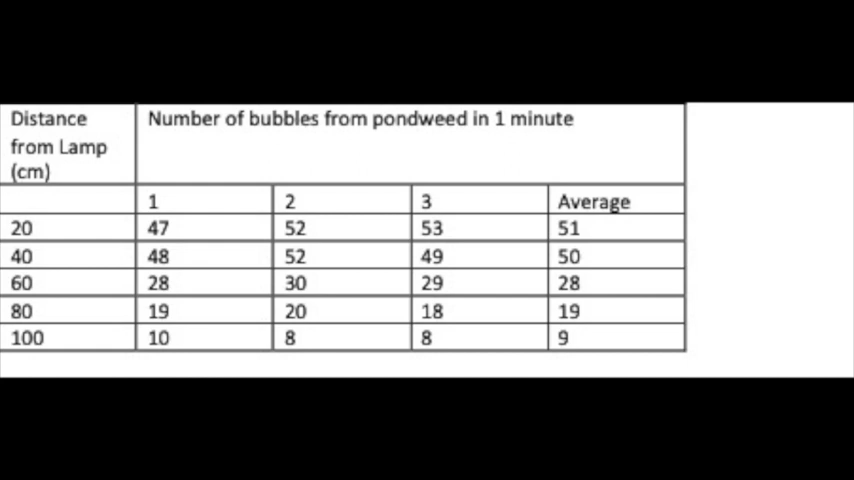 Distance Number of bubbles from pondweed in 1 minute
from Lamp
(cm)
1 2 3 Average
20 47 52 53 51
40 48 52 49 50
60 28 30 29 28
80 19 20 18 19
100 10 8 8 9